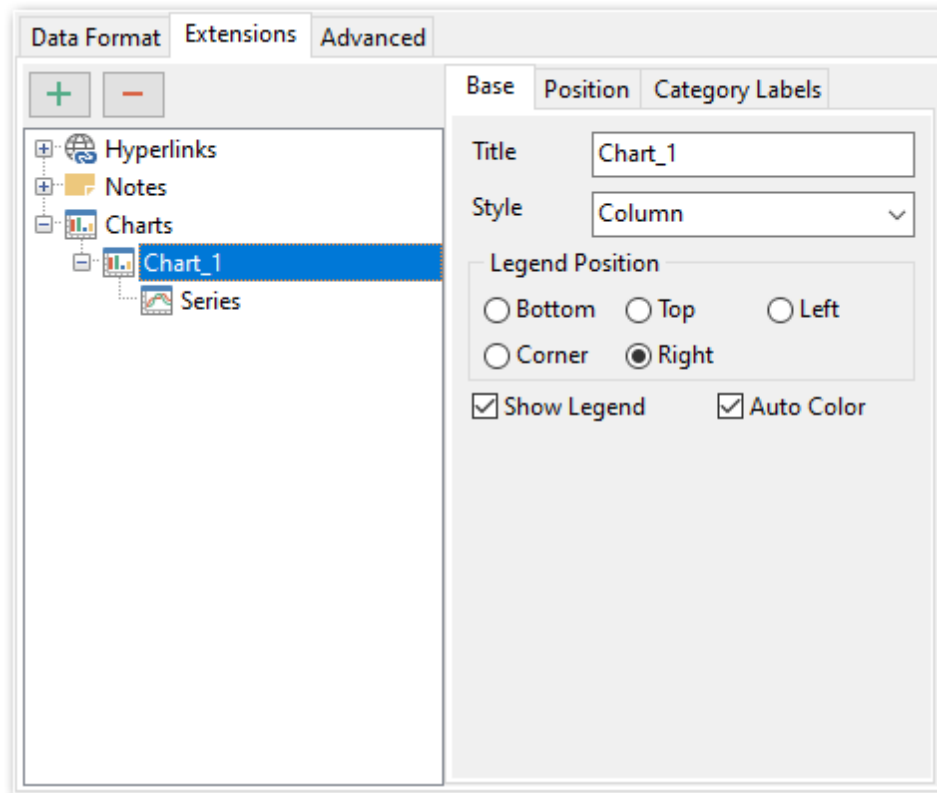 Data Format Extensions Advanced
Base Position Category Labels
Hyperlinks
Notes
Charts
Chart_1
Series
Title Chart_1
Style Column
Legend Position
Bottom Top Left
Corner Right
Show Legend Auto Color